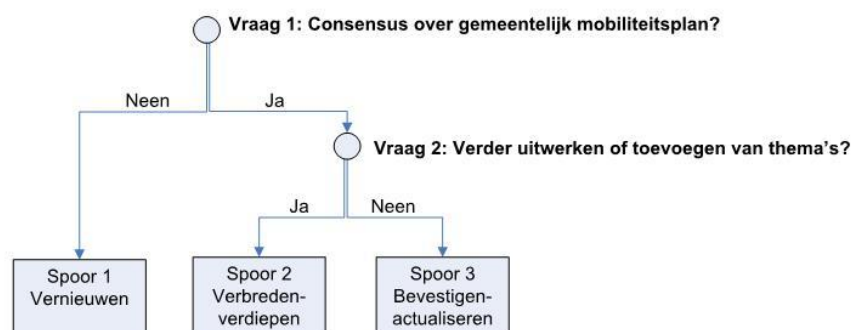 Vraag 1: Consensus over gemeentelijk mobiliteitsplan?
Neen
Ja
Vraag 2: Verder uitwerken of toevoegen van thema's?
Ja
Neen
Spoor 1
Vernieuwen
Spoor 2
Verbreden-
verdiepen
Spoor 3
Bevestigen-
actualiseren